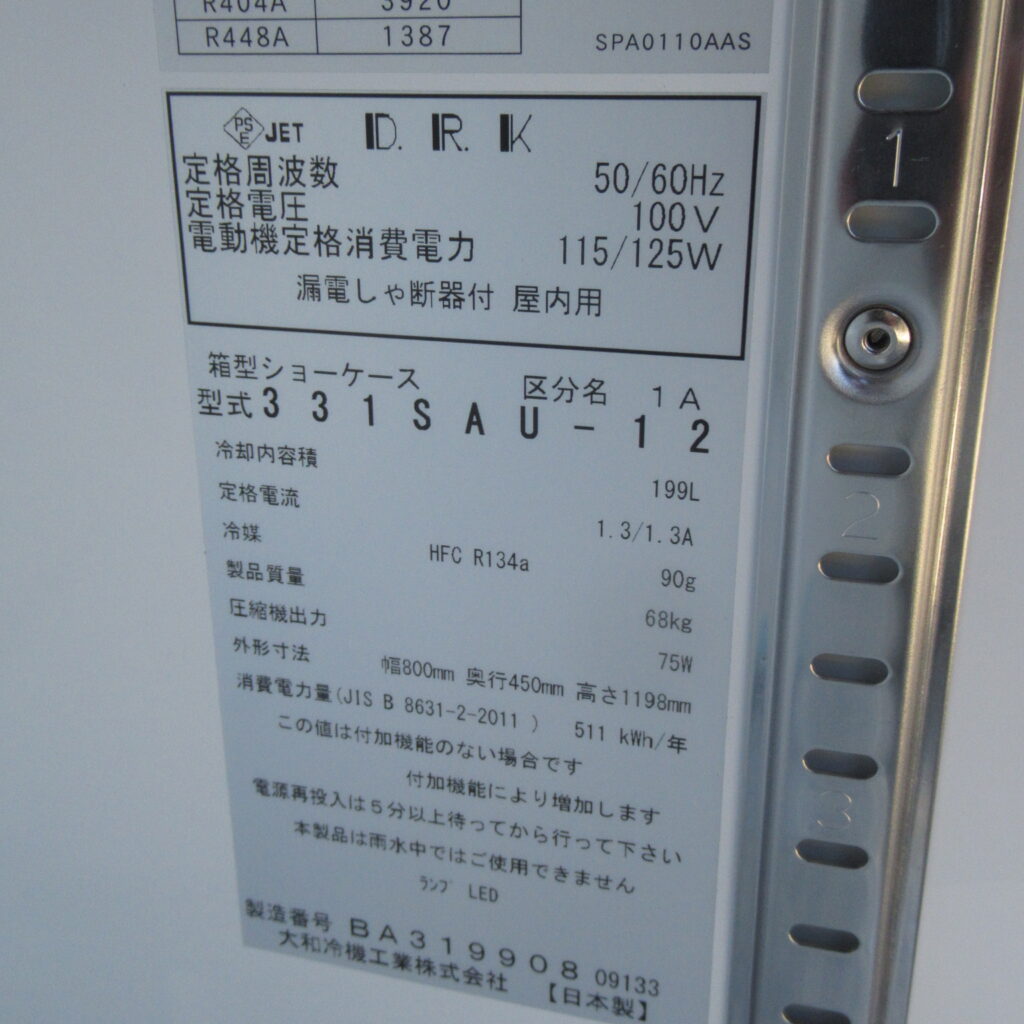 R404A 3920
R448A 1387
SPA0110AAS
PSE JET D.R.K
定格周波数 50/60Hz
定格電圧 100V
電動機定格消費電力 115/125W
漏電しゃ断器付 屋内用
箱型ショーケース 区分名 1A
型式331SAU-12
冷却内容積 199L
定格電流 1.3/1.3A
冷媒 HFC R134a 90g
製品質量 68kg
圧縮機出力 75W
外形寸法 幅800mm 奥行450mm 高さ1198mm
消費電力量(JIS B 8631-2-2011 ) 511 kWh/年
この値は付加機能のない場合です
付加機能により増加します
電源再投入は5分以上待ってから行って下さい
本製品は雨水中ではご使用できません
ﾗﾝﾌﾟ LED
製造番号 BA319908 09133
大和冷機工業株式会社 【日本製】
1
2
3